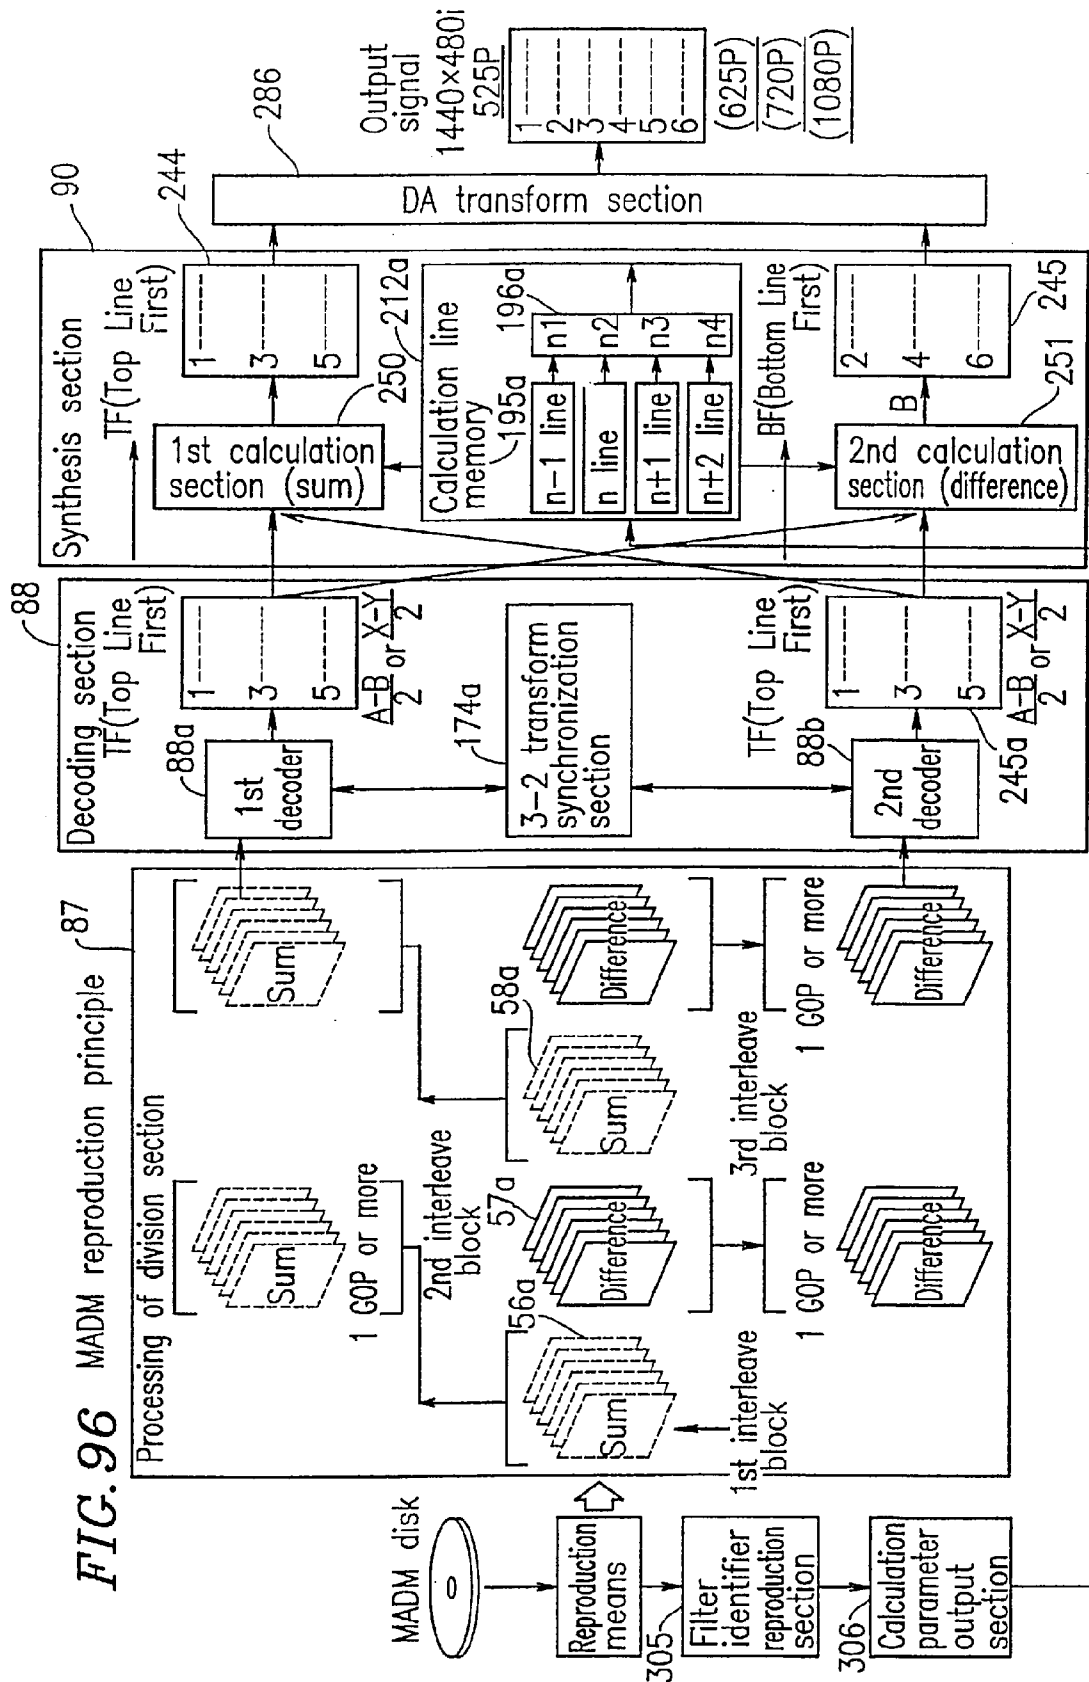 FIG. 96 MADM reproduction principle
87
MADM disk
Reproduction
means
305
Filter
identifier
reproduction
section
306
Calculation
parameter
output
section
Processing of division section
Sum
1 GOP or more
Sum
2nd interleave
block
56a
57a
58a
Sum
Difference
Sum
Difference
1st interleave
block
3rd interleave
block
1 GOP or more
1 GOP or more
Difference
Difference
88
Decoding section
TF(Top Line
First)
88a
1st
decoder
1
3
5
A-B
2
or
X-Y
2
174a
3-2 transform
synchronization
section
TF(Top Line
First)
88b
2nd
decoder
1
3
5
245a
A-B
2
or
X-Y
2
90
Synthesis section
TF(Top Line
First)
244
1st calculation
section (sum)
250
1
3
5
212a
Calculation line
memory
195a
196a
n-1 line
n line
n+1 line
n+2 line
n1
n2
n3
n4
BF(Bottom Line
First)
2nd calculation
section (difference)
B
251
2
4
6
245
286
DA transform section
Output
signal
1440×480i
525P
1
2
3
4
5
6
(625P)
(720P)
(1080P)